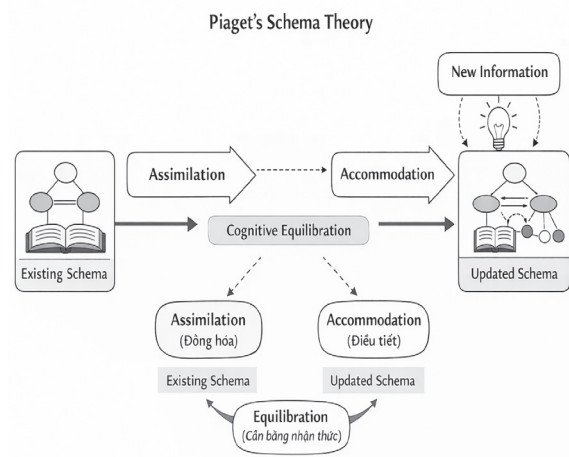 Piaget's Schema Theory
New Information
Assimilation
Accommodation
Cognitive Equilibration
Existing Schema
Updated Schema
Assimilation
(Đông hóa)
Accommodation
(Điều tiết)
Existing Schema
Updated Schema
Equilibration
(Cần bằng nhận thức)